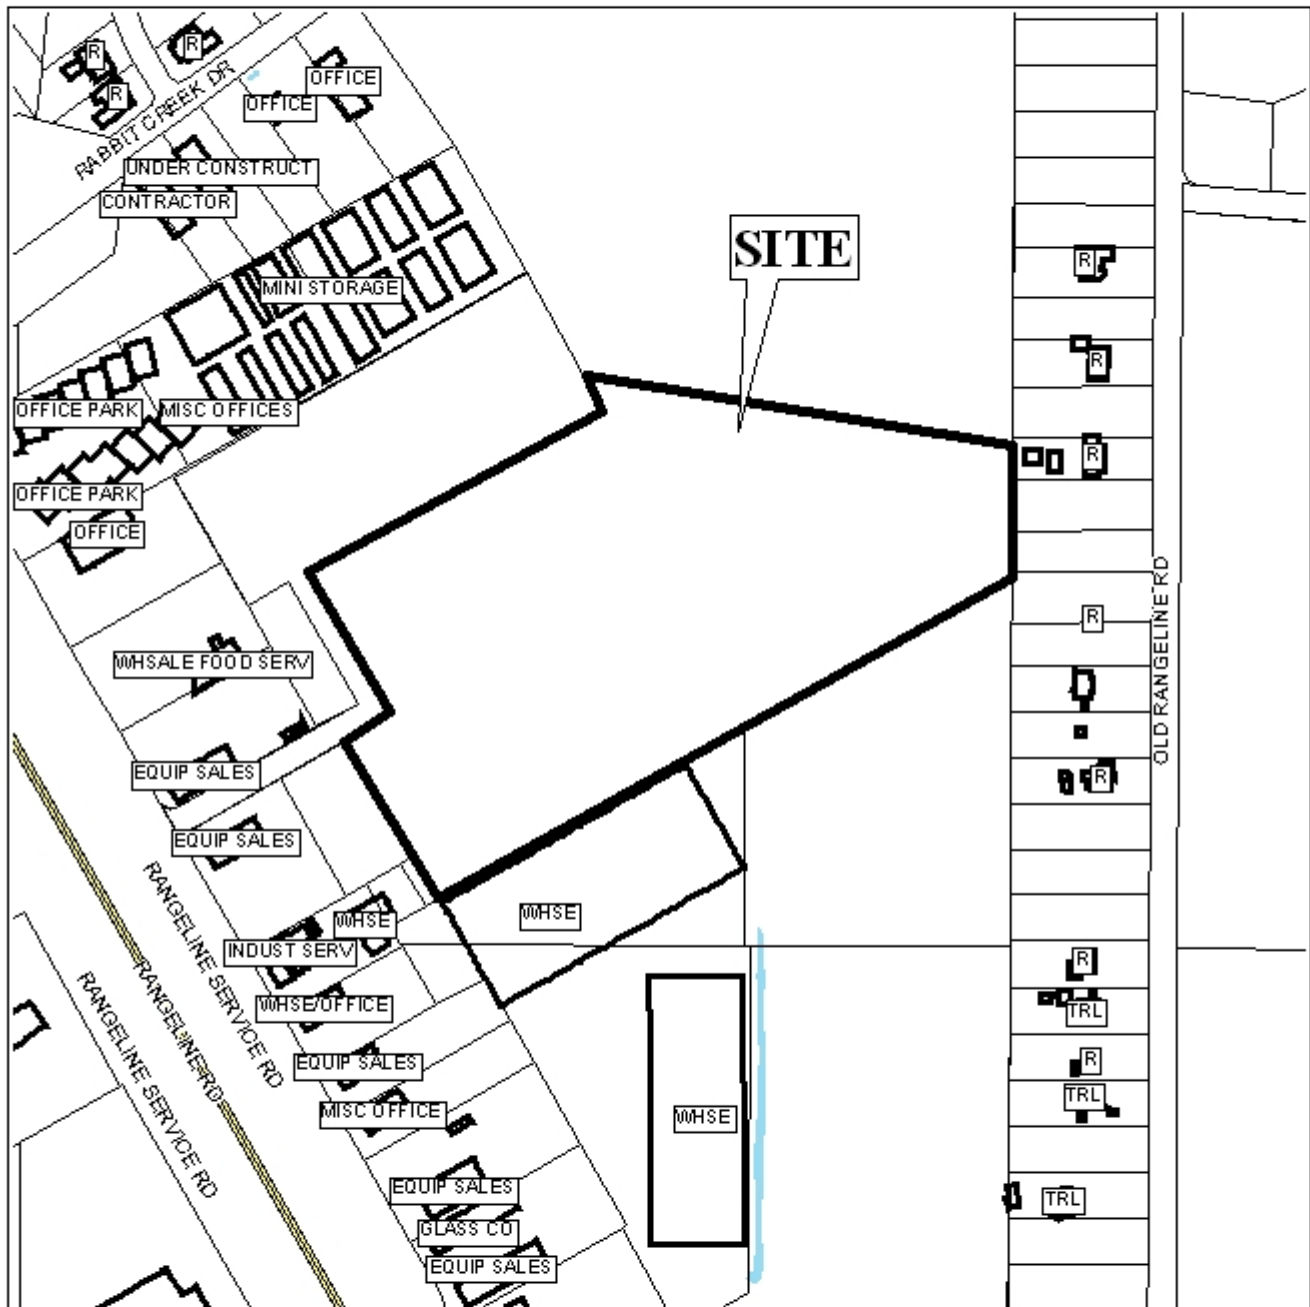 R
R
R
RABBIT CREEK DR
OFFICE
OFFICE
UNDER CONSTRUCT
CONTRACTOR
SITE
R
MINI STORAGE
R
OFFICE PARK
MISC OFFICES
R
OFFICE PARK
OFFICE
R
OLD RANGELINE RD
WHSALE FOOD SERV
EQUIP SALES
R
EQUIP SALES
RANGELINE SERVICE RD
RANGELINE RD
RANGELINE SERVICE RD
WHSE
WHSE
INDUST SERV
R
WHSE/OFFICE
TRL
EQUIP SALES
R
MISC OFFICE
WHSE
TRL
EQUIP SALES
TRL
GLASS CO
EQUIP SALES